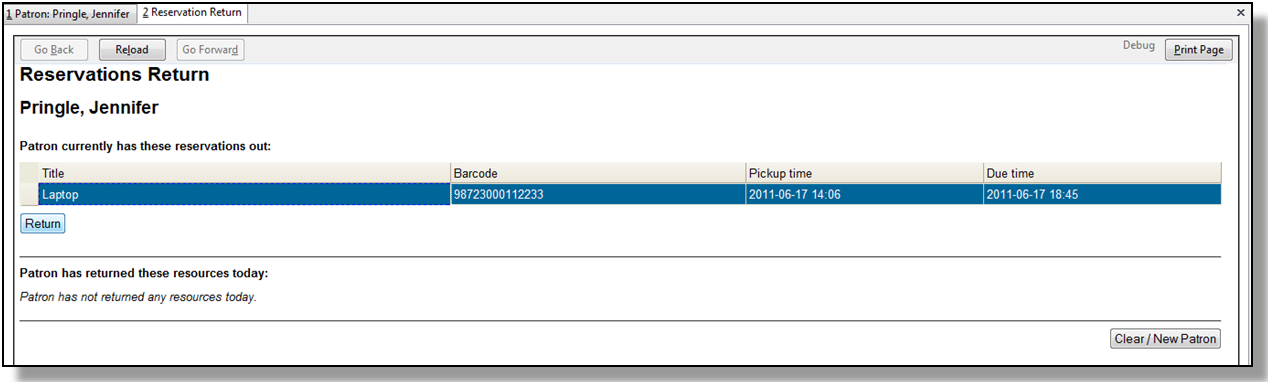 1 Patron: Pringle, Jennifer 2 Reservation Return
Go Back Reload Go Forward Debug Print Page
Reservations Return
Pringle, Jennifer
Patron currently has these reservations out:
Title Barcode Pickup time Due time
Laptop 98723000112233 2011-06-17 14:06 2011-06-17 18:45
Return
Patron has returned these resources today:
Patron has not returned any resources today.
Clear / New Patron